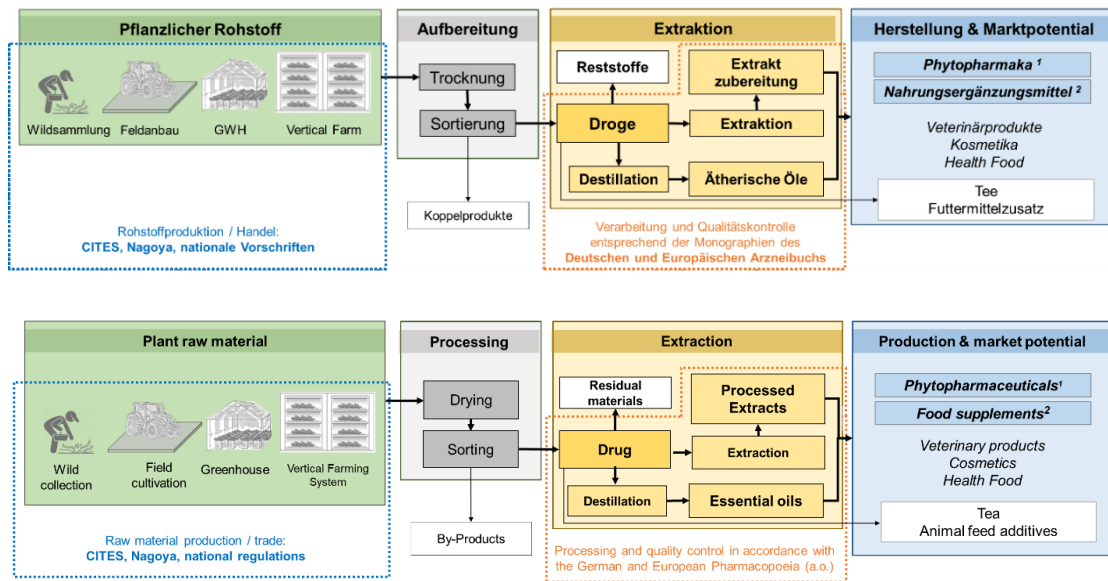 Pflanzlicher Rohstoff
Wildsammlung
Feldanbau
GWH
Vertical Farm
Rohstoffproduktion / Handel:
CITES, Nagoya, nationale Vorschriften
Aufbereitung
Trocknung
Sortierung
Koppelprodukte
Extraktion
Reststoffe
Extrakt
zubereitung
Droge
Extraktion
Destillation
Ätherische Öle
Verarbeitung und Qualitätskontrolle
entsprechend der Monographien des
Deutschen und Europäischen Arzneibuchs
Herstellung & Marktpotential
Phytopharmaka ¹
Nahrungsergänzungsmittel ²
Veterinärprodukte
Kosmetika
Health Food
Tee
Futtermittelzusatz
Plant raw material
Wild
collection
Field
cultivation
Greenhouse
Vertical Farming
System
Raw material production / trade:
CITES, Nagoya, national regulations
Processing
Drying
Sorting
By-Products
Extraction
Residual
materials
Processed
Extracts
Drug
Extraction
Destillation
Essential oils
Processing and quality control in accordance with
the German and European Pharmacopoeia (a.o.)
Production & market potential
Phytopharmaceuticals¹
Food supplements²
Veterinary products
Cosmetics
Health Food
Tea
Animal feed additives